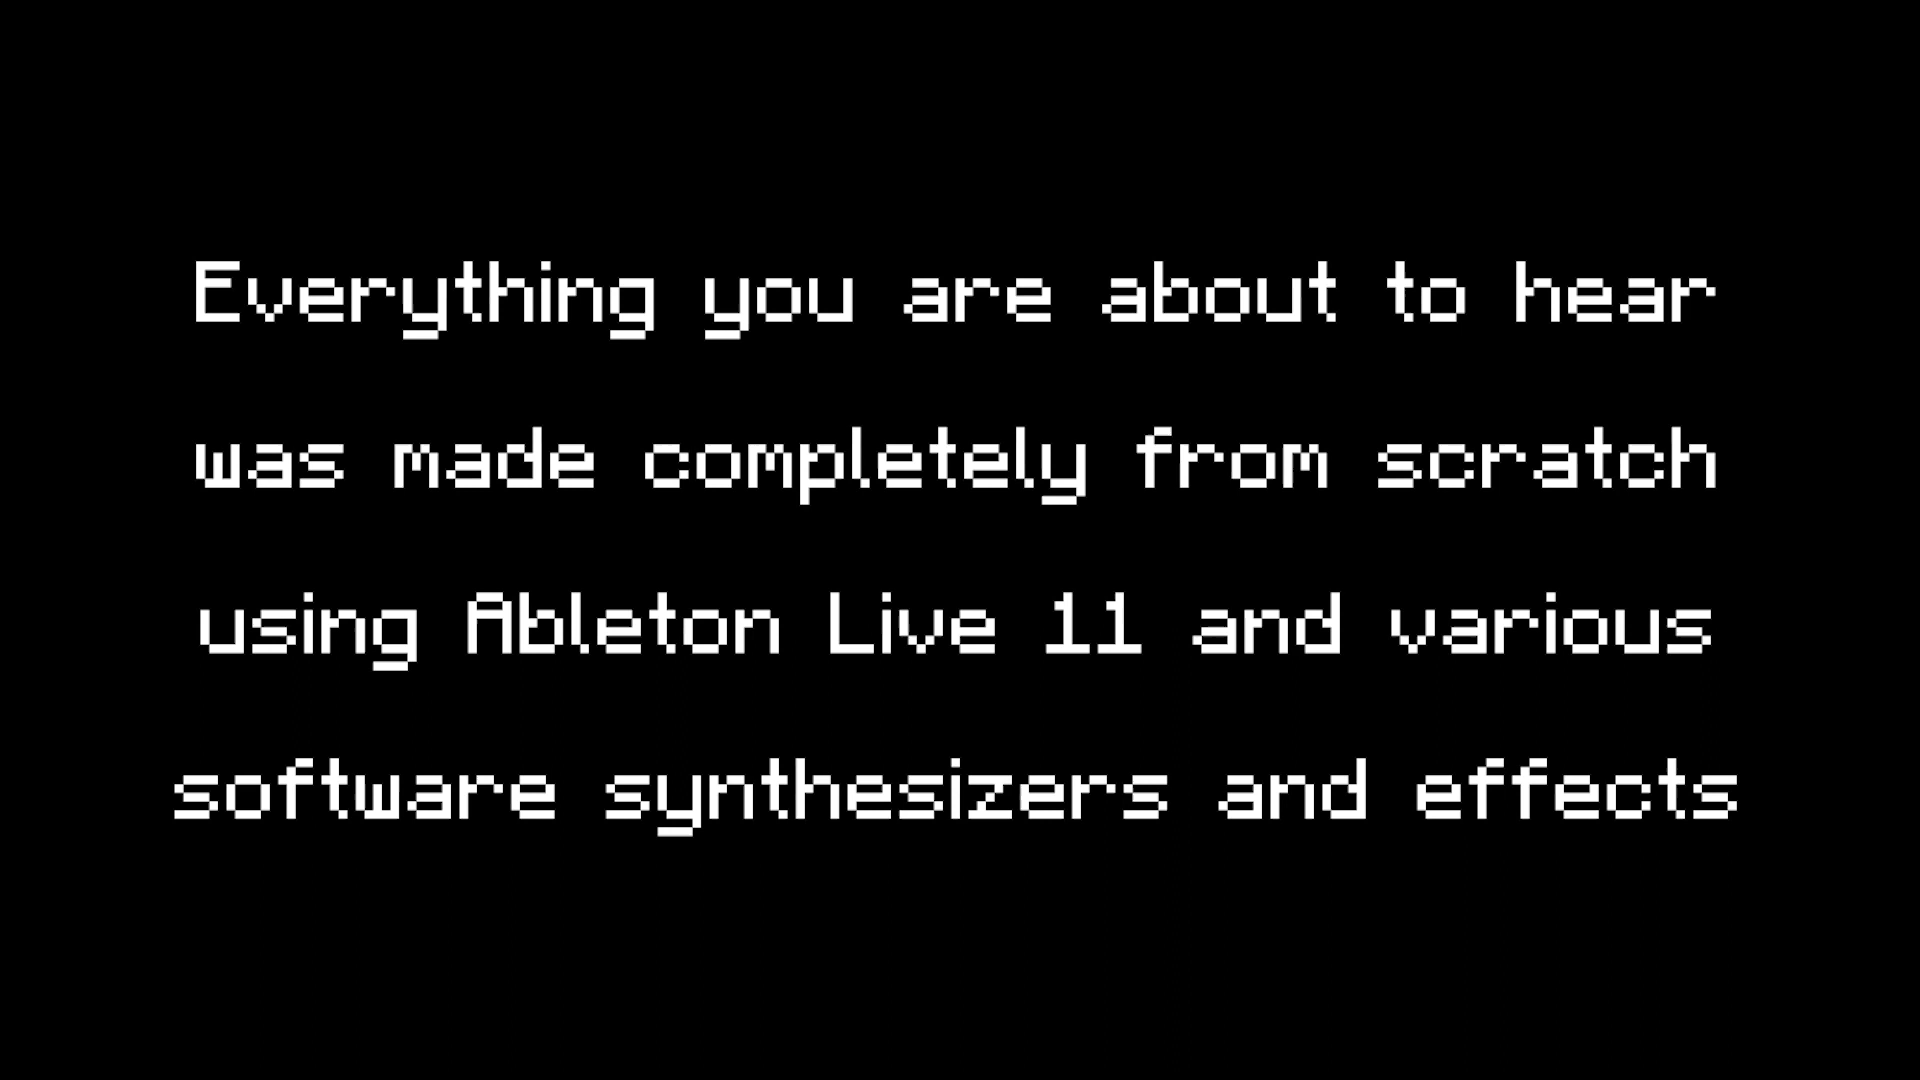 Everything you are about to hear
was made completely from scratch
using Ableton Live 11 and various
software synthesizers and effects